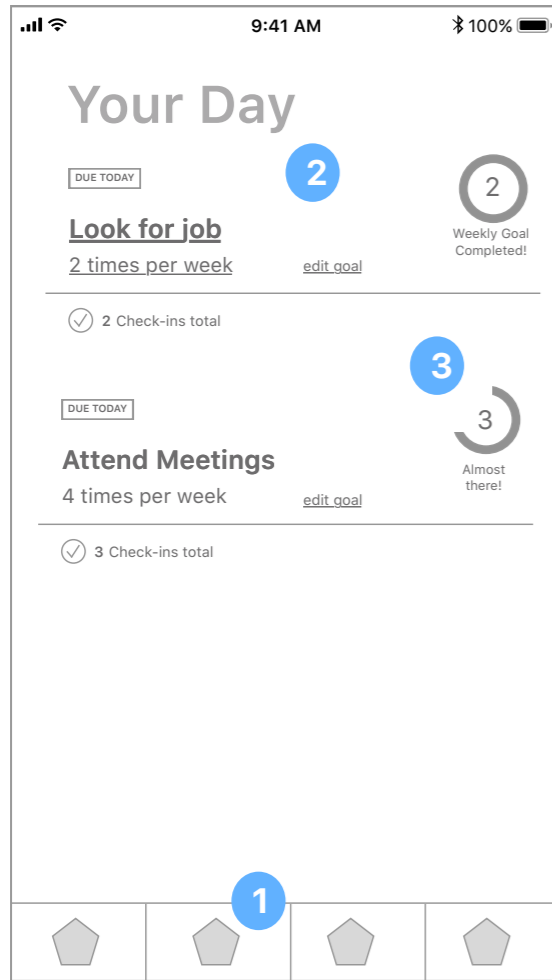 9:41 AM
100%
Your Day
DUE TODAY
2
2
Weekly Goal
Completed!
Look for job
2 times per week
edit goal
2 Check-ins total
3
DUE TODAY
3
Almost
there!
Attend Meetings
4 times per week
edit goal
3 Check-ins total
1